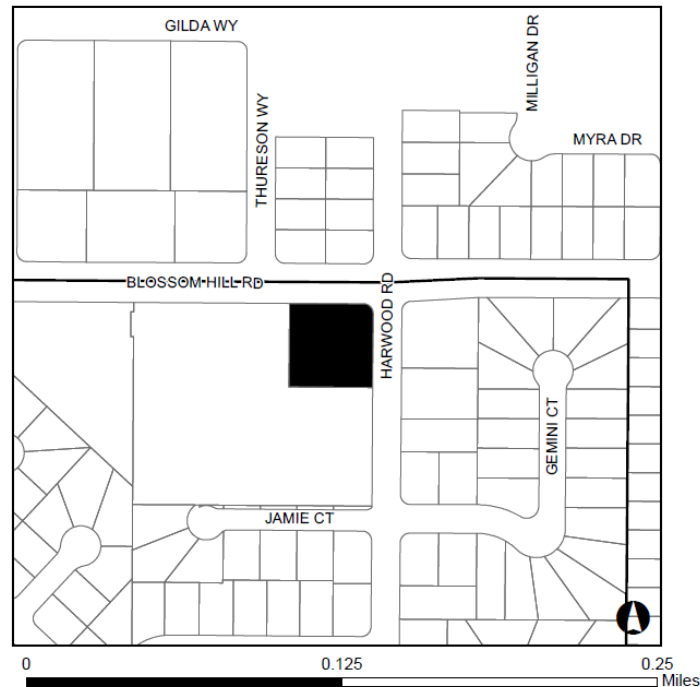 GILDA WY
MILLIGAN DR
THURESON WY
MYRA DR
BLOSSOM HILL RD
HARWOOD RD
GEMINI CT
JAMIE CT
0 0.125 0.25
Miles